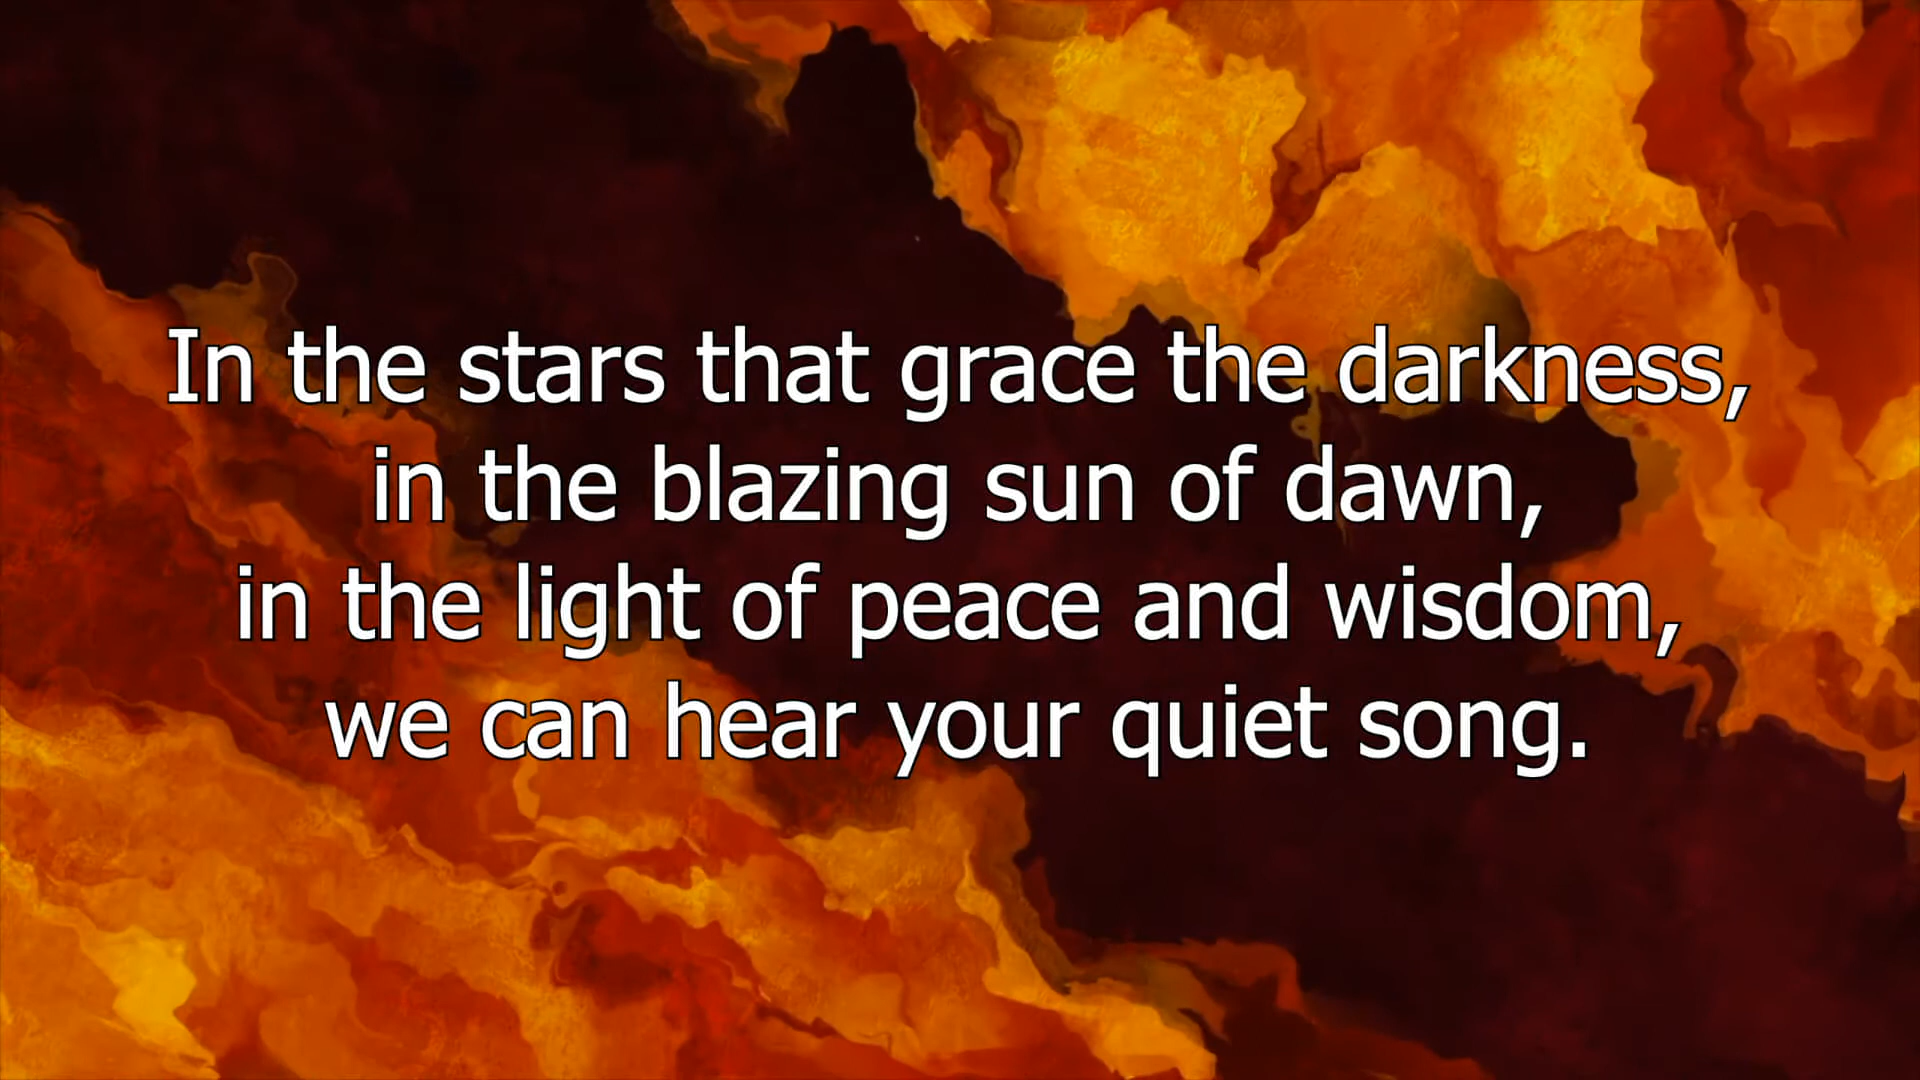 In the stars that grace the darkness,
in the blazing sun of dawn,
in the light of peace and wisdom,
we can hear your quiet song.